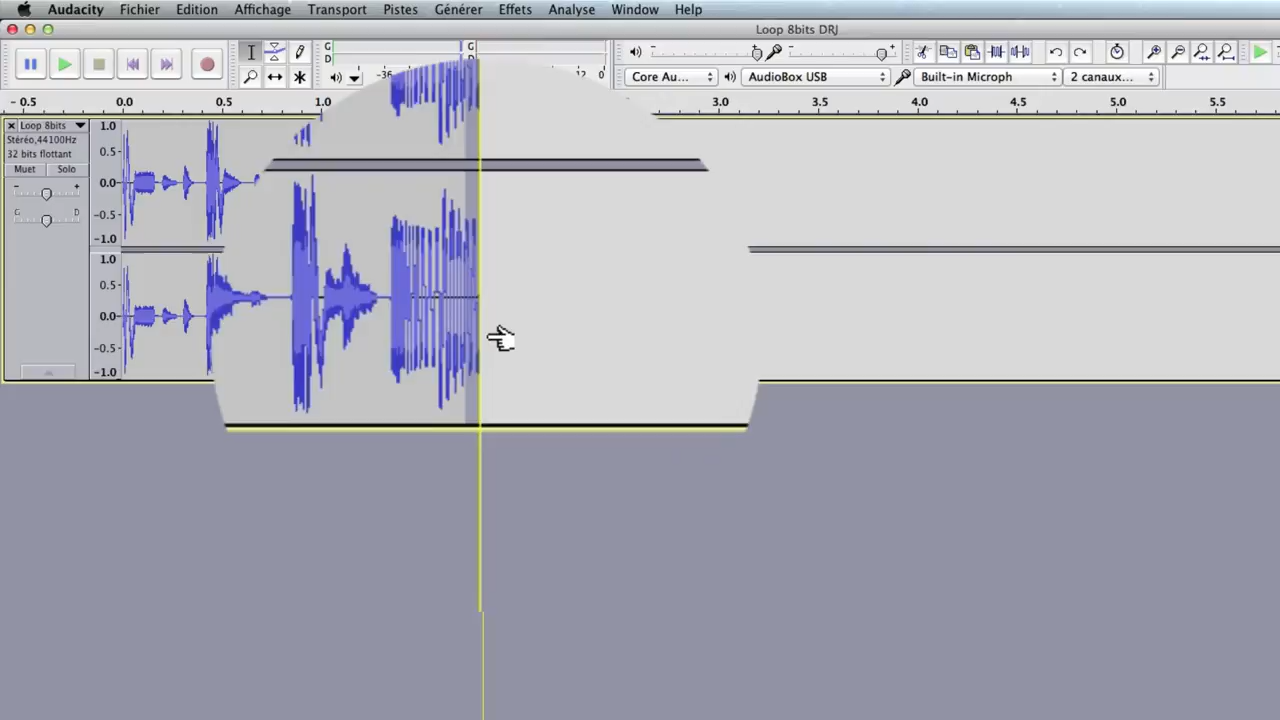 Audacity Fichier Edition Affichage Transport Pistes Générer Effets Analyse Window Help
Loop 8bits DRJ
G
D
G
D
-36
12 0
Core Au...
AudioBox USB
Built-in Microph
2 canaux...
- 0.5 0.0 0.5 1.0 3.0 3.5 4.0 4.5 5.0 5.5
Loop 8bits
Stéréo,44100Hz
32 bits flottant
Muet Solo
- +
G D
1.0
0.5
0.0
-0.5
-1.0
1.0
0.5
0.0
-0.5
-1.0